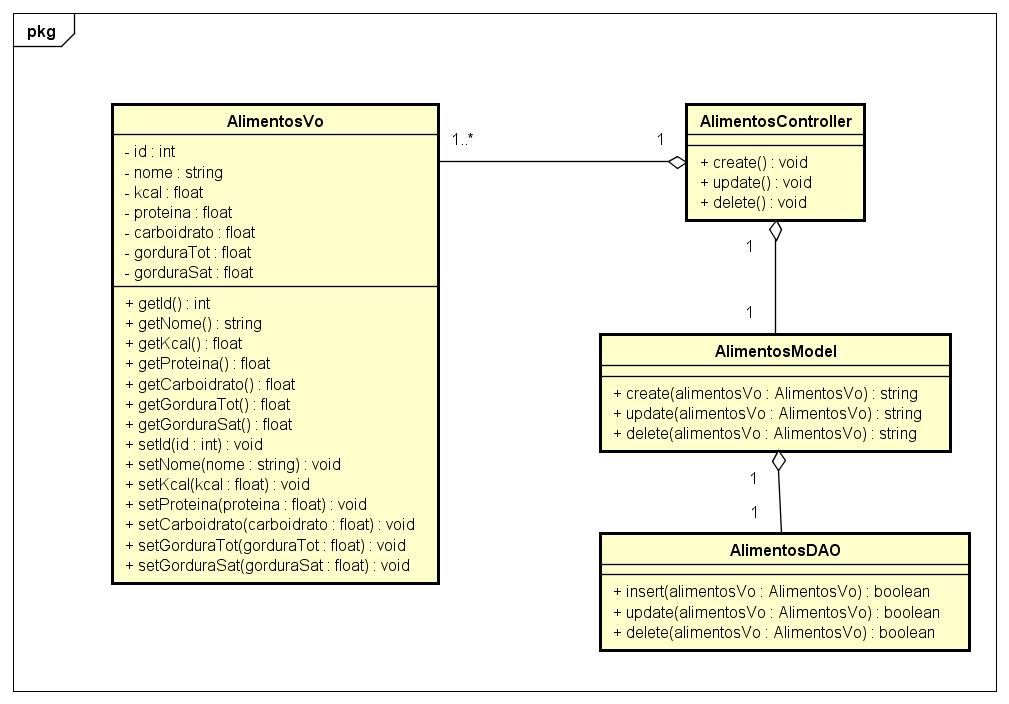 pkg
AlimentosVo
- id : int
- nome : string
- kcal : float
- proteina : float
- carboidrato : float
- gorduraTot : float
- gorduraSat : float
+ getId() : int
+ getNome() : string
+ getKcal() : float
+ getProteina() : float
+ getCarboidrato() : float
+ getGorduraTot() : float
+ getGorduraSat() : float
+ setId(id : int) : void
+ setNome(nome : string) : void
+ setKcal(kcal : float) : void
+ setProteina(proteina : float) : void
+ setCarboidrato(carboidrato : float) : void
+ setGorduraTot(gorduraTot : float) : void
+ setGorduraSat(gorduraSat : float) : void
1..*
1
AlimentosController
+ create() : void
+ update() : void
+ delete() : void
1
1
AlimentosModel
+ create(alimentosVo : AlimentosVo) : string
+ update(alimentosVo : AlimentosVo) : string
+ delete(alimentosVo : AlimentosVo) : string
1
1
AlimentosDAO
+ insert(alimentosVo : AlimentosVo) : boolean
+ update(alimentosVo : AlimentosVo) : boolean
+ delete(alimentosVo : AlimentosVo) : boolean